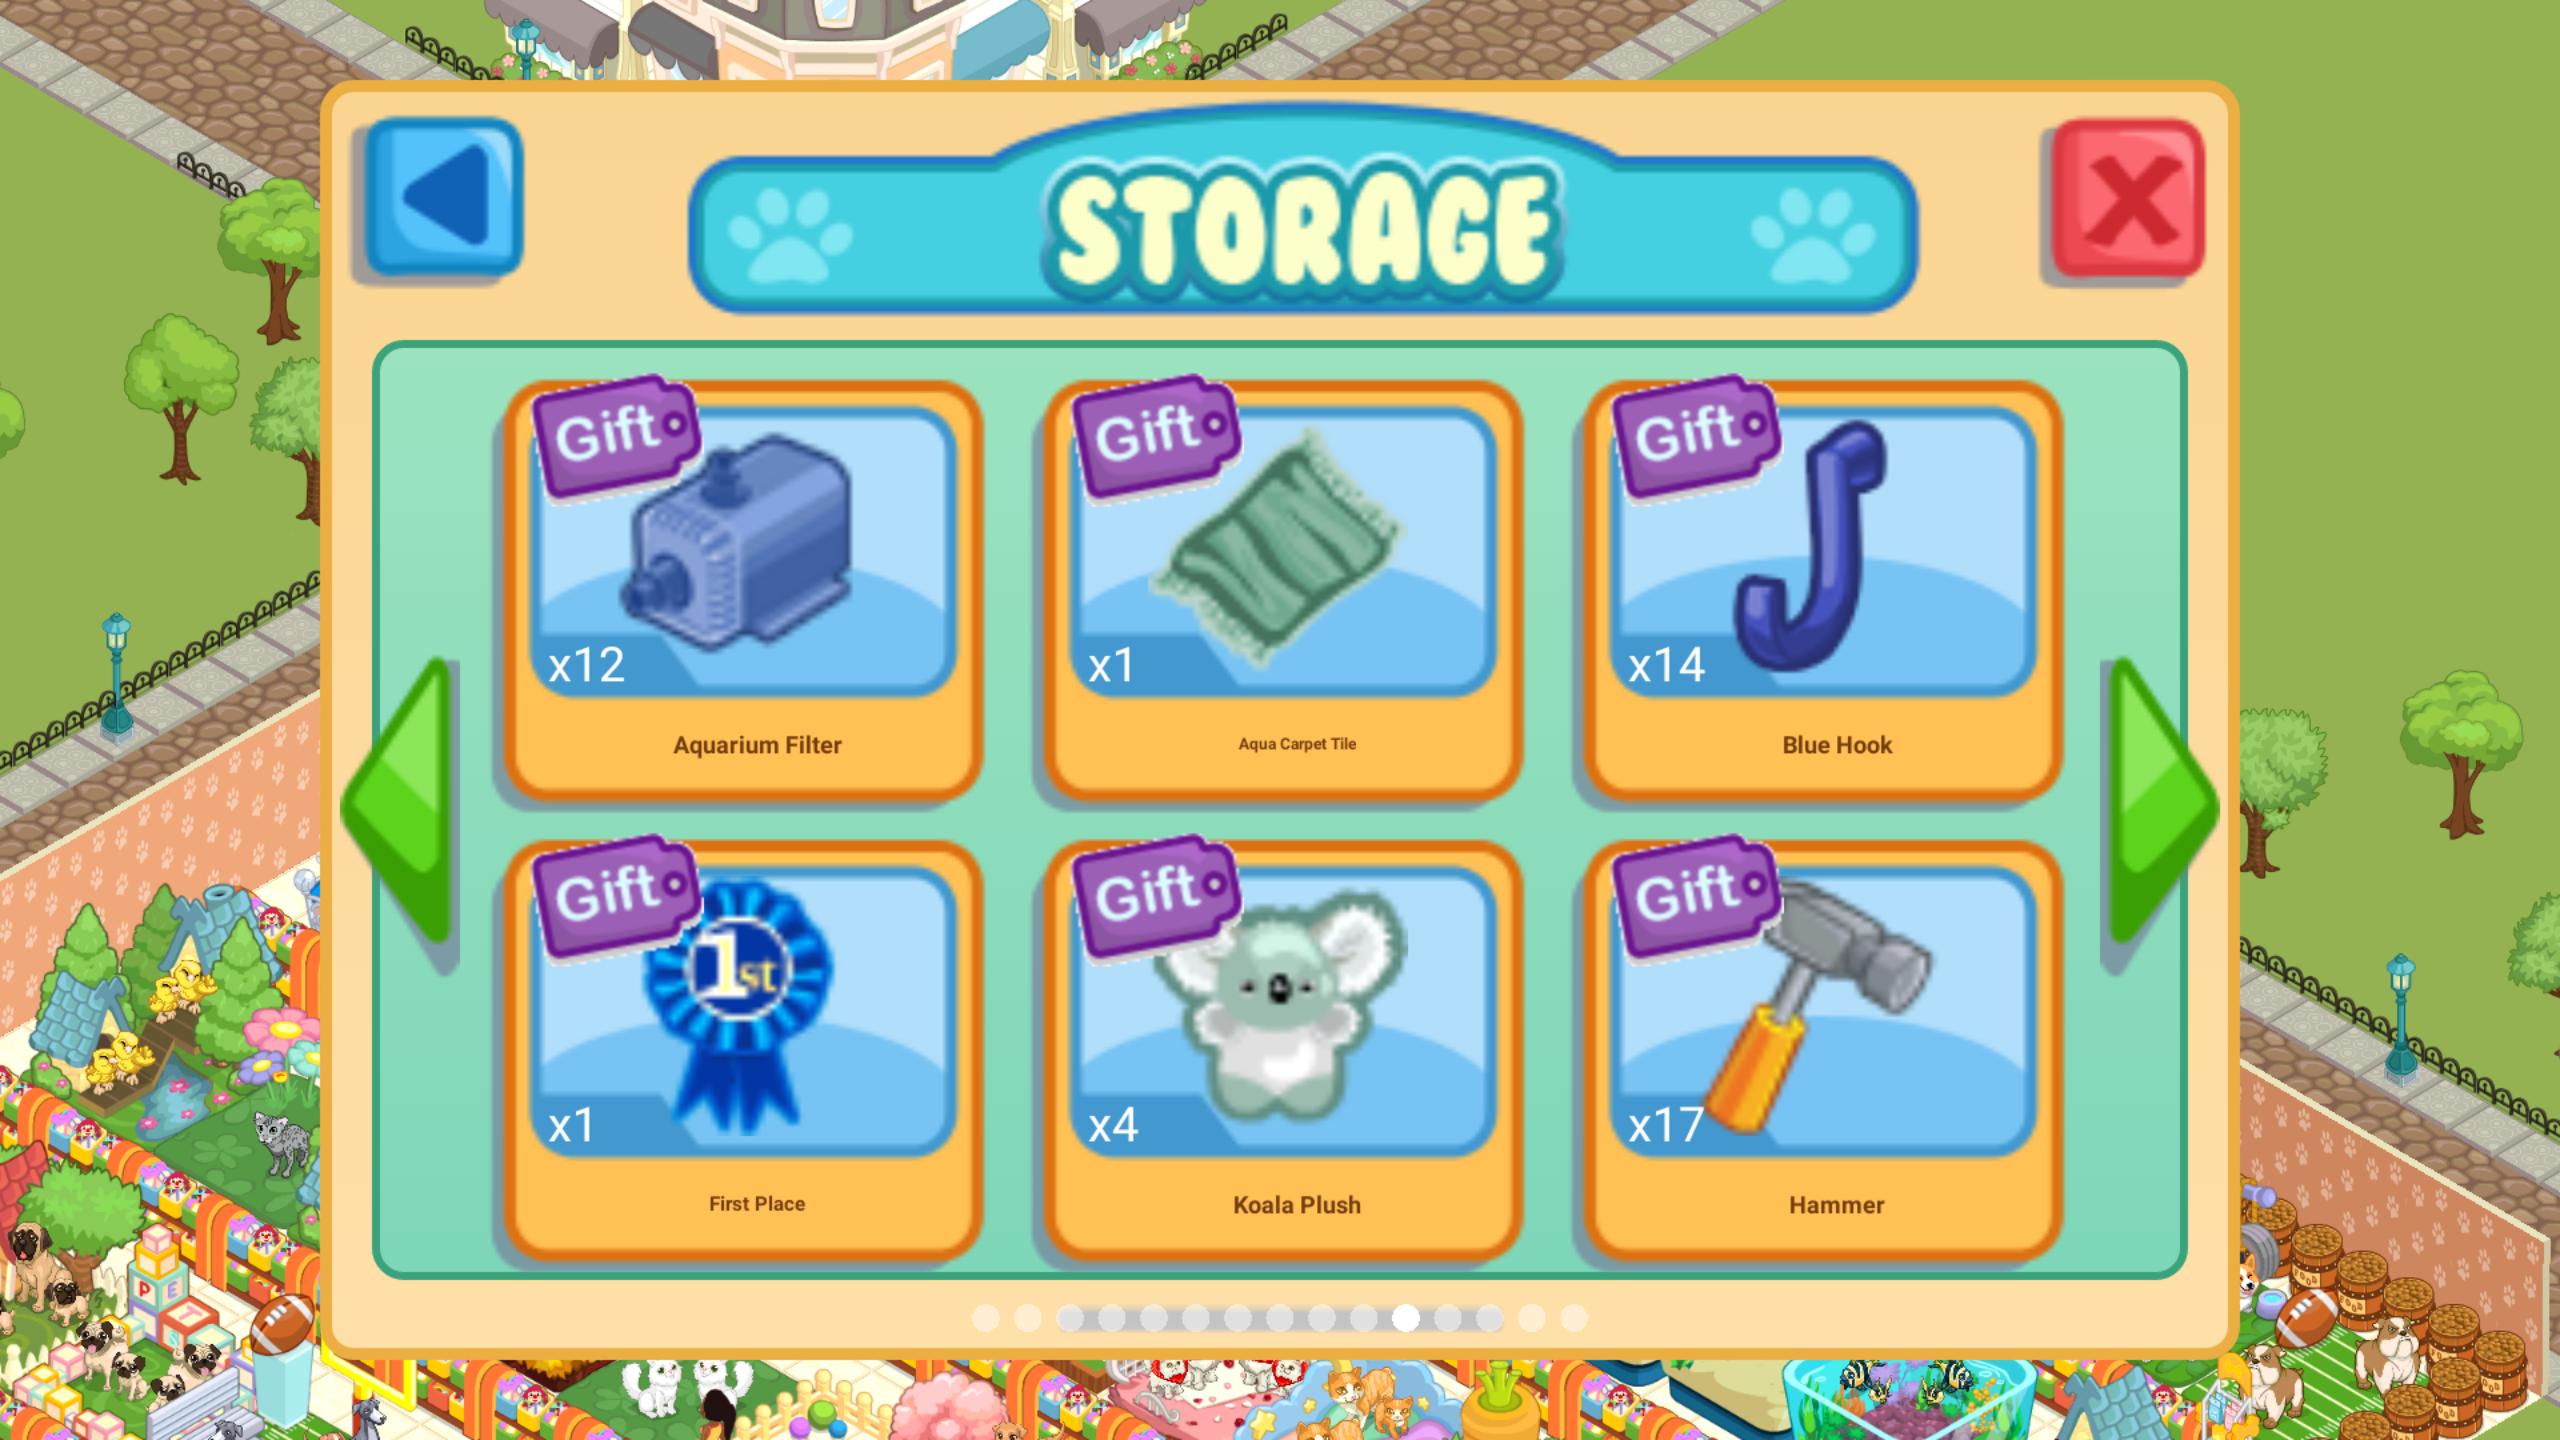 STORAGE
Gift
x12
Aquarium Filter
Gift
x1
Aqua Carpet Tile
Gift
x14
Blue Hook
Gift
1st
x1
First Place
Gift
x4
Koala Plush
Gift
x17
Hammer
P
E
T
S